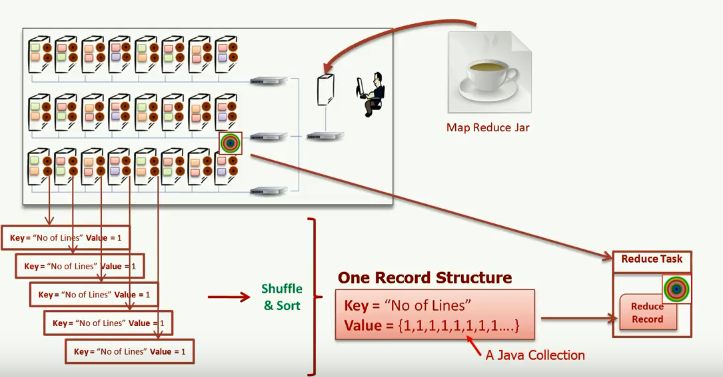 Map Reduce Jar
Key = "No of Lines" Value = 1
Key = "No of Lines" Value = 1
Key = "No of Lines" Value = 1
Key = "No of Lines" Value = 1
Key = "No of Lines" Value = 1
Shuffle
& Sort
One Record Structure
Key = "No of Lines"
Value = {1,1,1,1,1,1,1,1....}
A Java Collection
Reduce Task
Reduce
Record